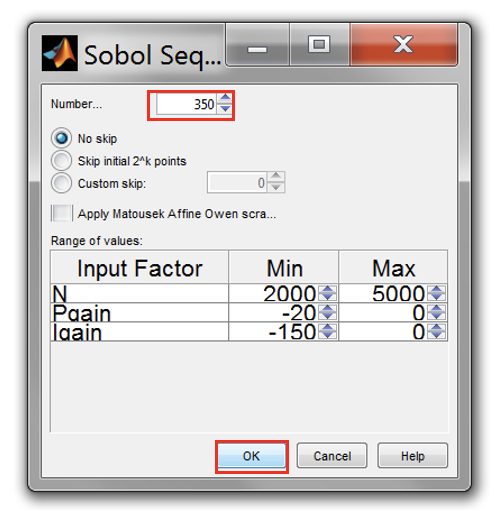 Sobol Seq...
Number... 350
No skip
Skip initial 2^k points
Custom skip: 0
Apply Matousek Affine Owen scra...
Range of values:
Input Factor Min Max
N 2000 5000
Pgain -20 0
Igain -150 0
OK Cancel Help